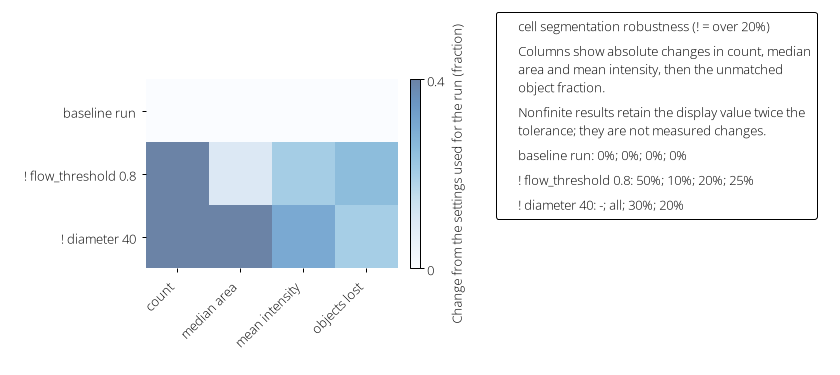 baseline run
! flow_threshold 0.8
! diameter 40
count
median area
mean intensity
objects lost
0.4
0
Change from the settings used for the run (fraction)
cell segmentation robustness (! = over 20%)
Columns show absolute changes in count, median
area and mean intensity, then the unmatched
object fraction.
Nonfinite results retain the display value twice the
tolerance; they are not measured changes.
baseline run: 0%; 0%; 0%; 0%
! flow_threshold 0.8: 50%; 10%; 20%; 25%
! diameter 40: -; all; 30%; 20%